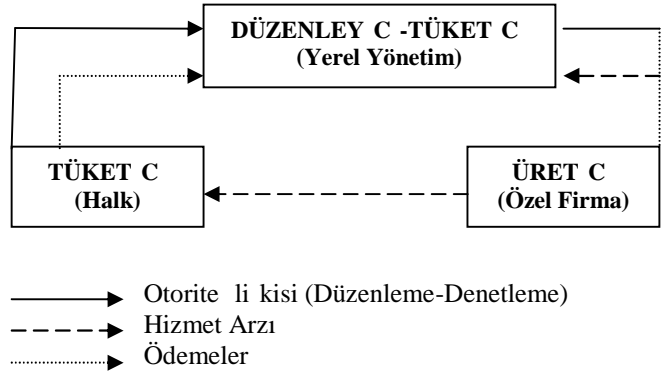 DÜZENLEY C -TÜKET C
(Yerel Yönetim)
TÜKET C
(Halk)
ÜRET C
(Özel Firma)
Otorite li kisi (Düzenleme-Denetleme)
Hizmet Arzı
Ödemeler